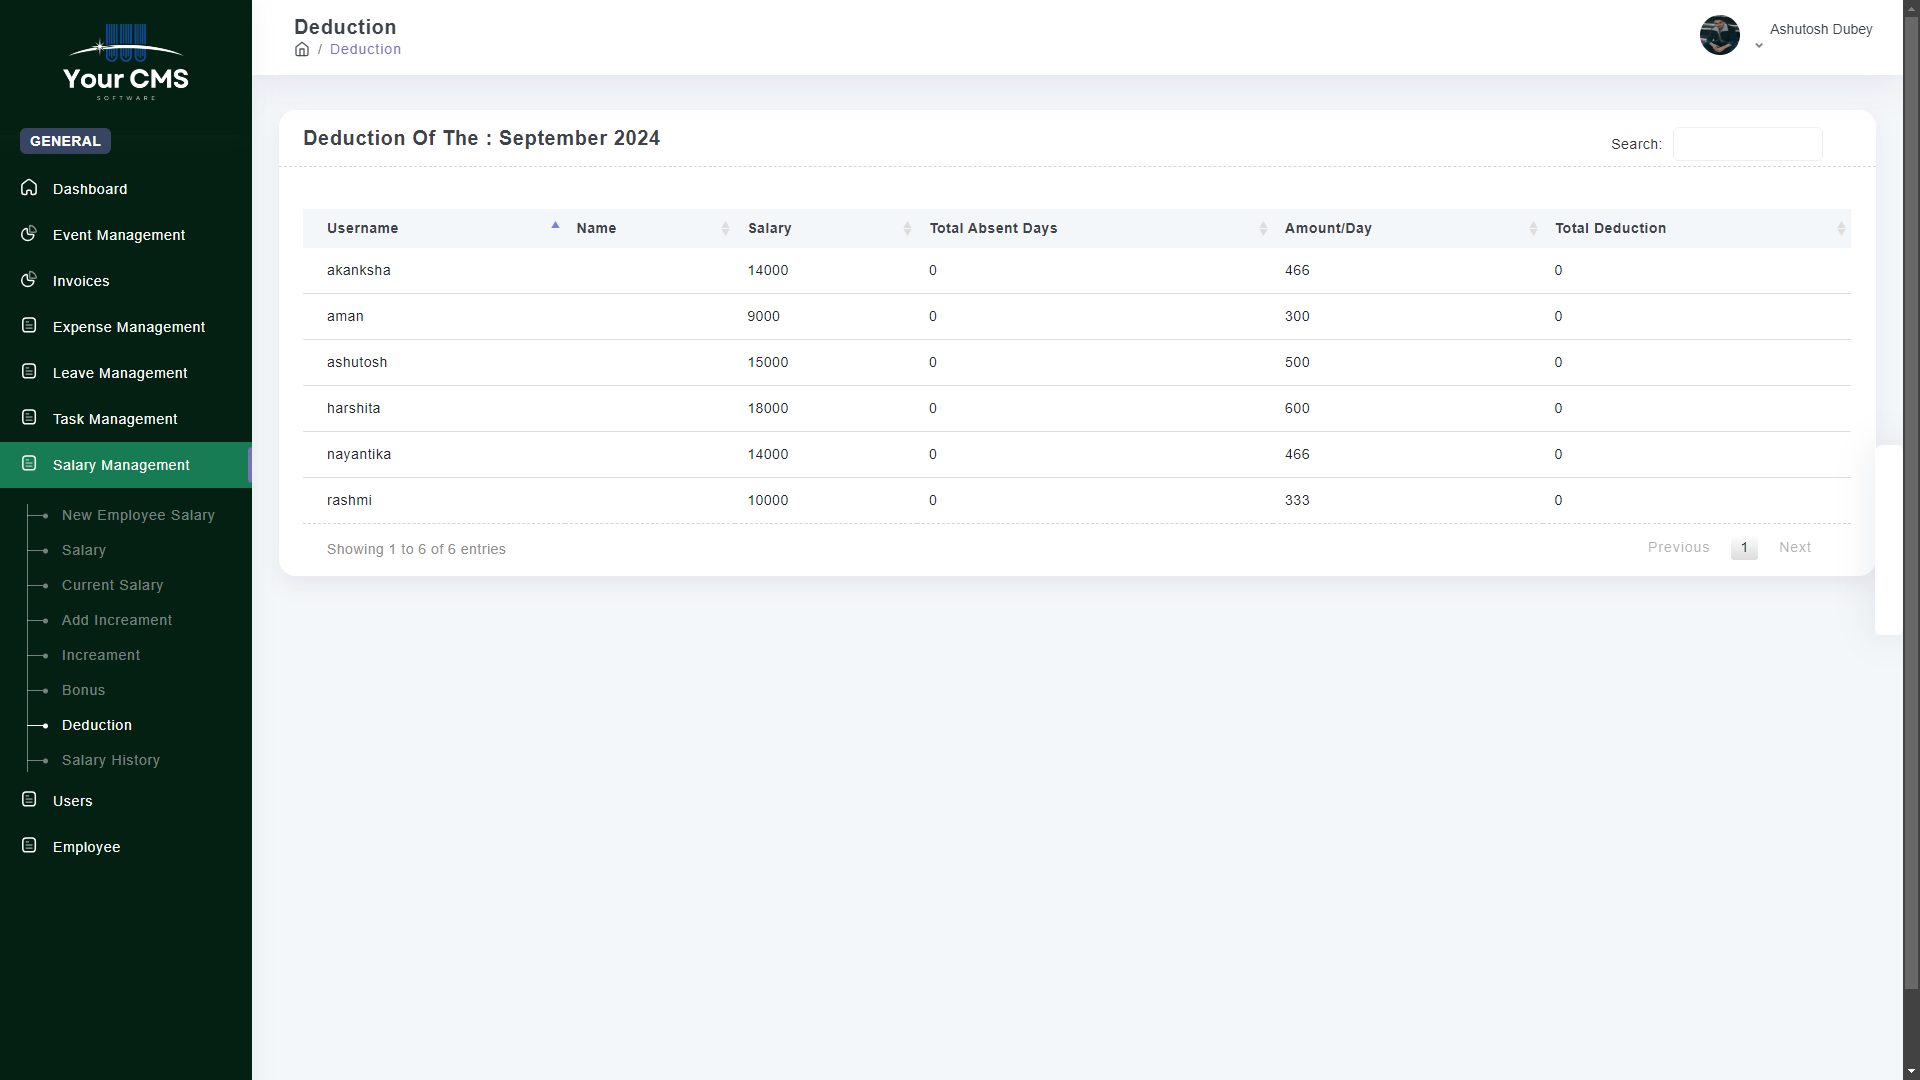 Your CMS
SOFTWARE
GENERAL
Dashboard
Event Management
Invoices
Expense Management
Leave Management
Task Management
Salary Management
New Employee Salary
Salary
Current Salary
Add Increament
Increament
Bonus
Deduction
Salary History
Users
Employee
Deduction
/ Deduction
Ashutosh Dubey
Deduction Of The : September 2024
Search:
Username Name Salary Total Absent Days Amount/Day Total Deduction
akanksha 14000 0 466 0
aman 9000 0 300 0
ashutosh 15000 0 500 0
harshita 18000 0 600 0
nayantika 14000 0 466 0
rashmi 10000 0 333 0
Showing 1 to 6 of 6 entries
Previous 1 Next